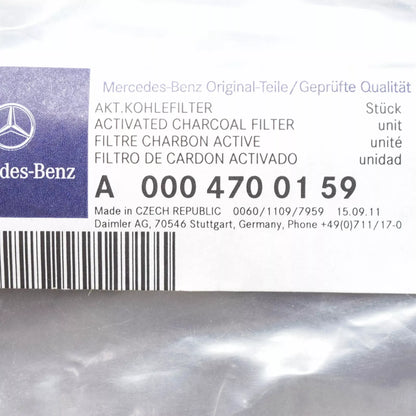 Mercedes-Benz Original-Teile/Geprüfte Qualität
AKT.KOHLEFILTER Stück
ACTIVATED CHARCOAL FILTER unit
FILTRE CHARBON ACTIVE unité
FILTRO DE CARDON ACTIVADO unidad
des-Benz
A 000 470 01 59
Made in CZECH REPUBLIC 0060/1109/7959 15.09.11
Daimler AG, 70546 Stuttgart, Germany, Phone +49(0)711/17-0